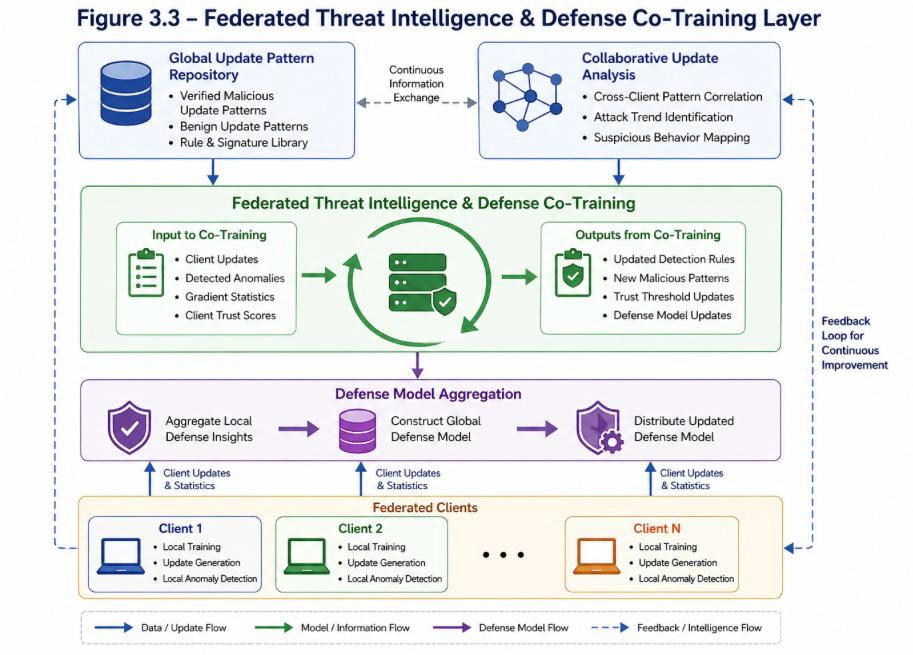 Figure 3.3 – Federated Threat Intelligence & Defense Co-Training Layer
Global Update Pattern
Repository
• Verified Malicious
Update Patterns
• Benign Update Patterns
• Rule & Signature Library
Continuous
Information
Exchange
Collaborative Update
Analysis
• Cross-Client Pattern Correlation
• Attack Trend Identification
• Suspicious Behavior Mapping
Federated Threat Intelligence & Defense Co-Training
Input to Co-Training
• Client Updates
• Detected Anomalies
• Gradient Statistics
• Client Trust Scores
Outputs from Co-Training
• Updated Detection Rules
• New Malicious Patterns
• Trust Threshold Updates
• Defense Model Updates
Feedback
Loop for
Continuous
Improvement
Defense Model Aggregation
Aggregate Local
Defense Insights
Construct Global
Defense Model
Distribute Updated
Defense Model
Client Updates
& Statistics
Client Updates
& Statistics
Client Updates
& Statistics
Federated Clients
Client 1
• Local Training
• Update Generation
• Local Anomaly Detection
Client 2
• Local Training
• Update Generation
• Local Anomaly Detection
• • •
Client N
• Local Training
• Update Generation
• Local Anomaly Detection
Data / Update Flow
Model / Information Flow
Defense Model Flow
Feedback / Intelligence Flow